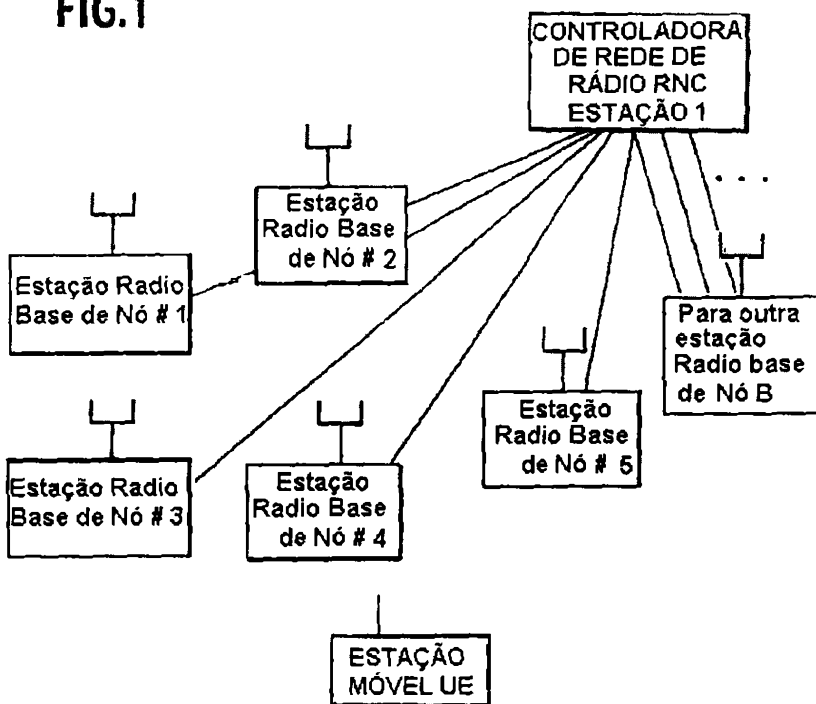 FIG.1
CONTROLADORA
DE REDE DE
RÁDIO RNC
ESTAÇÃO 1
. . .
Estação
Radio Base
de Nó # 2
Estação Radio
Base de Nó # 1
Para outra
estação
Radio base
de Nó B
Estação
Radio Base
de Nó # 5
Estação Radio
Base de Nó # 3
Estação
Radio Base
de Nó # 4
ESTAÇÃO
MÓVEL UE